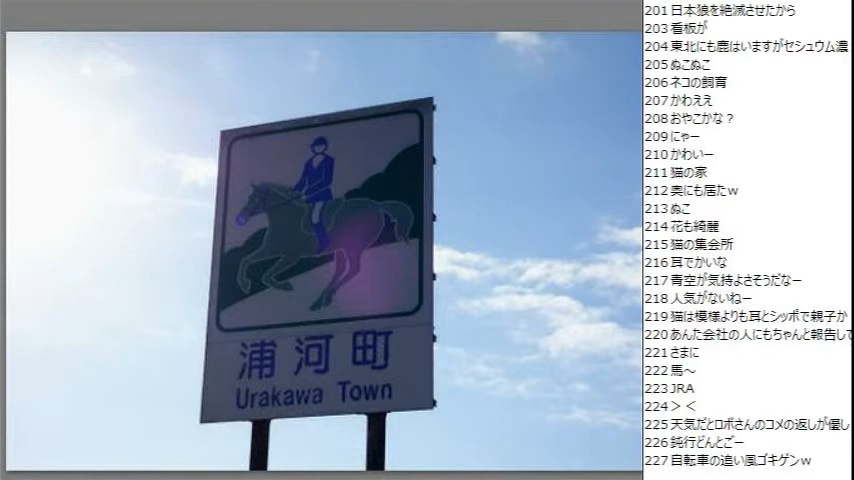 浦河町
Urakawa Town
201 日本狼を絶滅させたから
203 看板が
204 東北にも鹿はいますがセシュウム濃
205 ぬこぬこ
206 ネコの飼育
207 かわええ
208 おやこかな？
209 にゃー
210 かわいー
211 猫の家
212 奥にも居たｗ
213 ぬこ
214 花も綺麗
215 猫の集会所
216 耳でかいな
217 青空が気持よさそうだなー
218 人気がないねー
219 猫は模様よりも耳とシッポで親子か
220 あんた会社の人にもちゃんと報告して
221 さまに
222 馬～
223 JRA
224 ＞＜
225 天気だとロボさんのコメの返しが優し
226 鈍行どんとごー
227 自転車の追い風ゴキゲンｗ